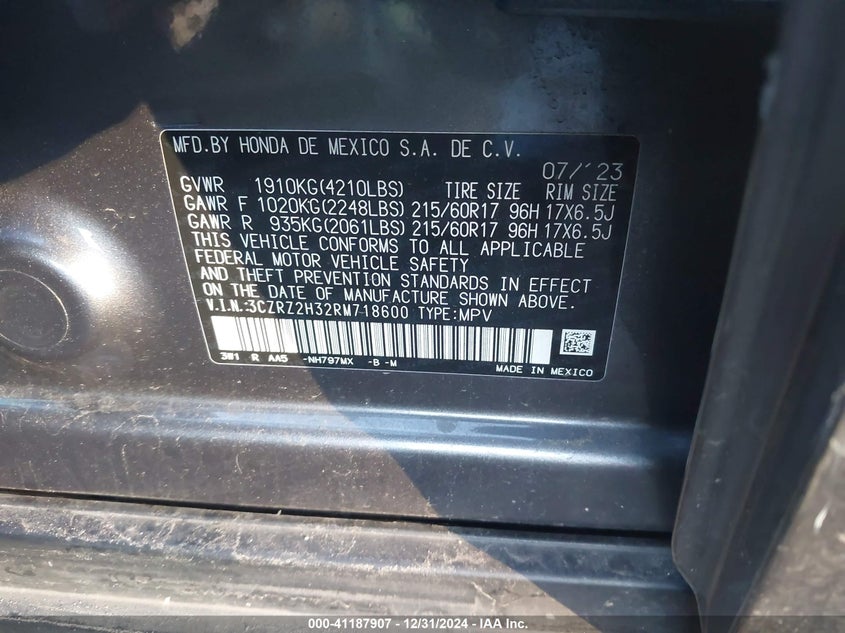 MFD.BY HONDA DE MEXICO S.A. DE C.V.
07/'23
GVWR 1910KG(4210LBS) TIRE SIZE RIM SIZE
GAWR F 1020KG(2248LBS) 215/60R17 96H 17X6.5J
GAWR R 935KG(2061LBS) 215/60R17 96H 17X6.5J
THIS VEHICLE CONFORMS TO ALL APPLICABLE
FEDERAL MOTOR VEHICLE SAFETY
AND THEFT PREVENTION STANDARDS IN EFFECT
ON THE DATE OF MANUFACTURE SHOWN ABOVE.
V.I.N.:3CZRZ2H32RM718600 TYPE:MPV
3W1 R AA5 -NH797MX -B -M
MADE IN MEXICO
000-41187907 - 12/31/2024 - IAA Inc.